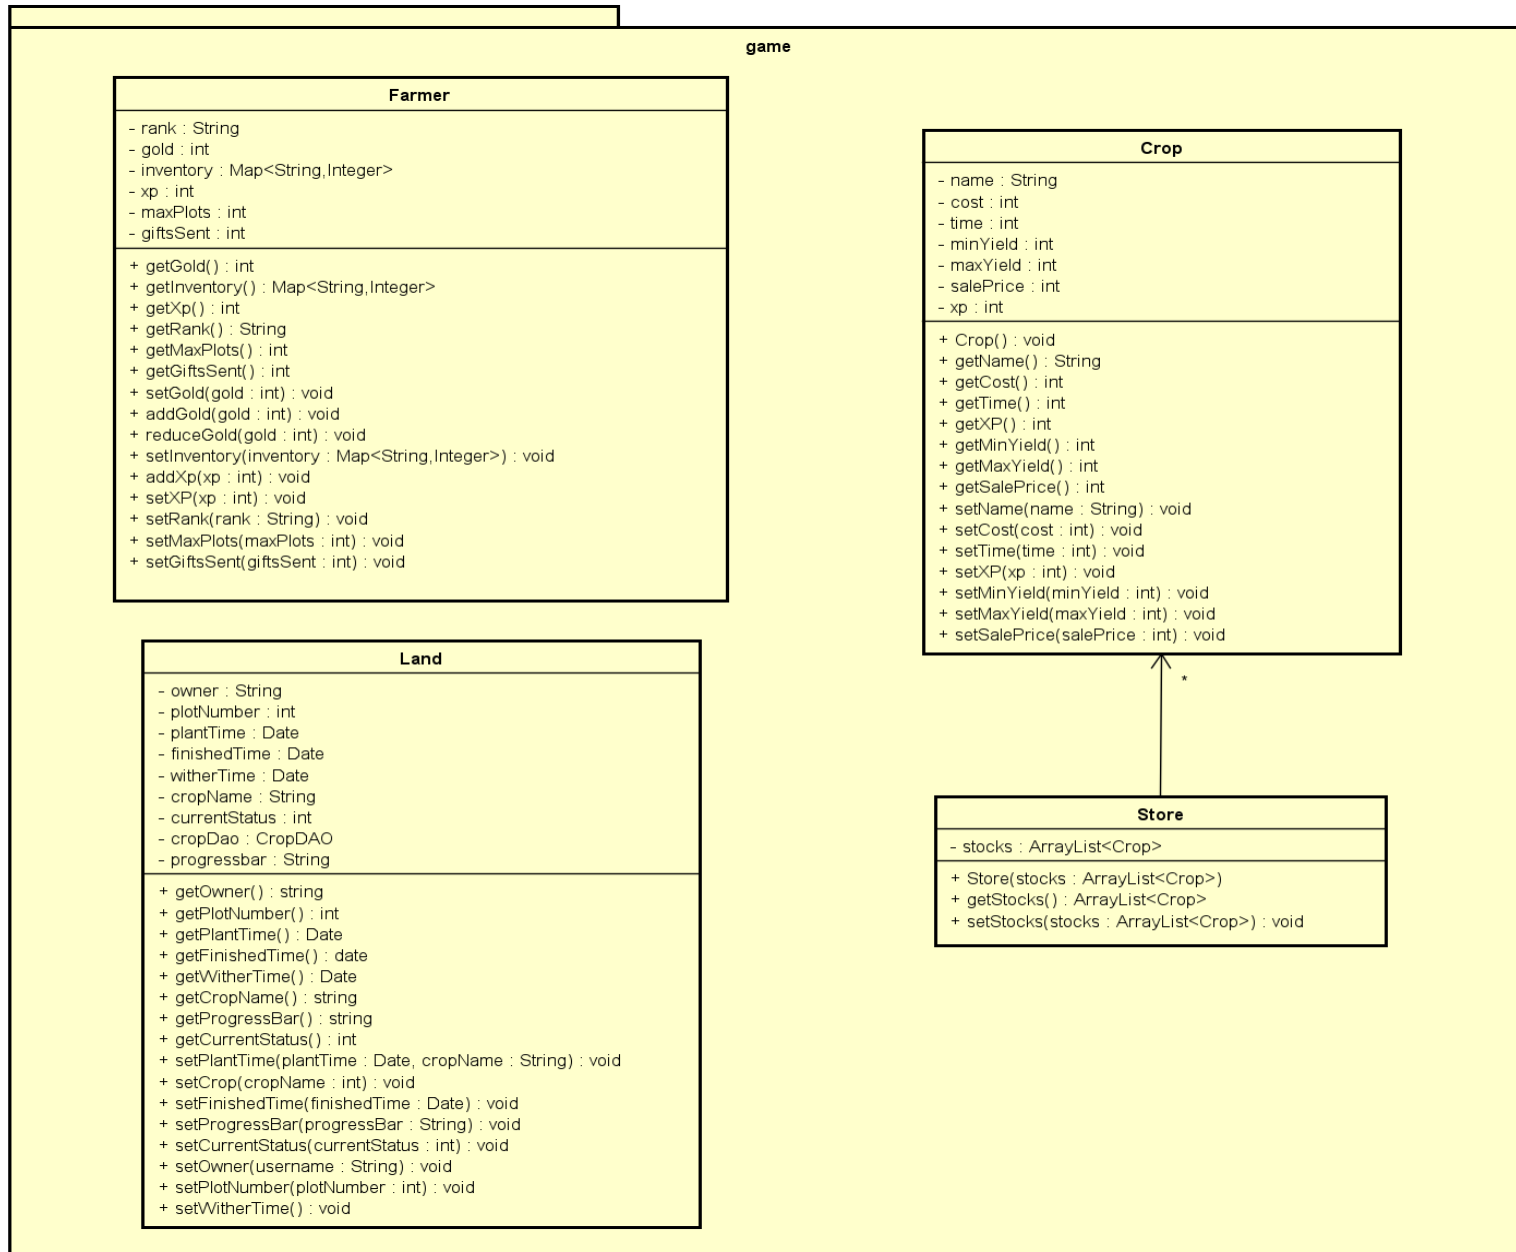 game
Farmer
- rank : String
- gold : int
- inventory : Map<String,Integer>
- xp : int
- maxPlots : int
- giftsSent : int
+ getGold() : int
+ getInventory() : Map<String,Integer>
+ getXp() : int
+ getRank() : String
+ getMaxPlots() : int
+ getGiftsSent() : int
+ setGold(gold : int) : void
+ addGold(gold : int) : void
+ reduceGold(gold : int) : void
+ setInventory(inventory : Map<String,Integer>) : void
+ addXp(xp : int) : void
+ setXP(xp : int) : void
+ setRank(rank : String) : void
+ setMaxPlots(maxPlots : int) : void
+ setGiftsSent(giftsSent : int) : void
Land
- owner : String
- plotNumber : int
- plantTime : Date
- finishedTime : Date
- witherTime : Date
- cropName : String
- currentStatus : int
- cropDao : CropDAO
- progressbar : String
+ getOwner() : string
+ getPlotNumber() : int
+ getPlantTime() : Date
+ getFinishedTime() : date
+ getWitherTime() : Date
+ getCropName() : string
+ getProgressBar() : string
+ getCurrentStatus() : int
+ setPlantTime(plantTime : Date, cropName : String) : void
+ setCrop(cropName : int) : void
+ setFinishedTime(finishedTime : Date) : void
+ setProgressBar(progressBar : String) : void
+ setCurrentStatus(currentStatus : int) : void
+ setOwner(username : String) : void
+ setPlotNumber(plotNumber : int) : void
+ setWitherTime() : void
Crop
- name : String
- cost : int
- time : int
- minYield : int
- maxYield : int
- salePrice : int
- xp : int
+ Crop() : void
+ getName() : String
+ getCost() : int
+ getTime() : int
+ getXP() : int
+ getMinYield() : int
+ getMaxYield() : int
+ getSalePrice() : int
+ setName(name : String) : void
+ setCost(cost : int) : void
+ setTime(time : int) : void
+ setXP(xp : int) : void
+ setMinYield(minYield : int) : void
+ setMaxYield(maxYield : int) : void
+ setSalePrice(salePrice : int) : void
*
Store
- stocks : ArrayList<Crop>
+ Store(stocks : ArrayList<Crop>)
+ getStocks() : ArrayList<Crop>
+ setStocks(stocks : ArrayList<Crop>) : void